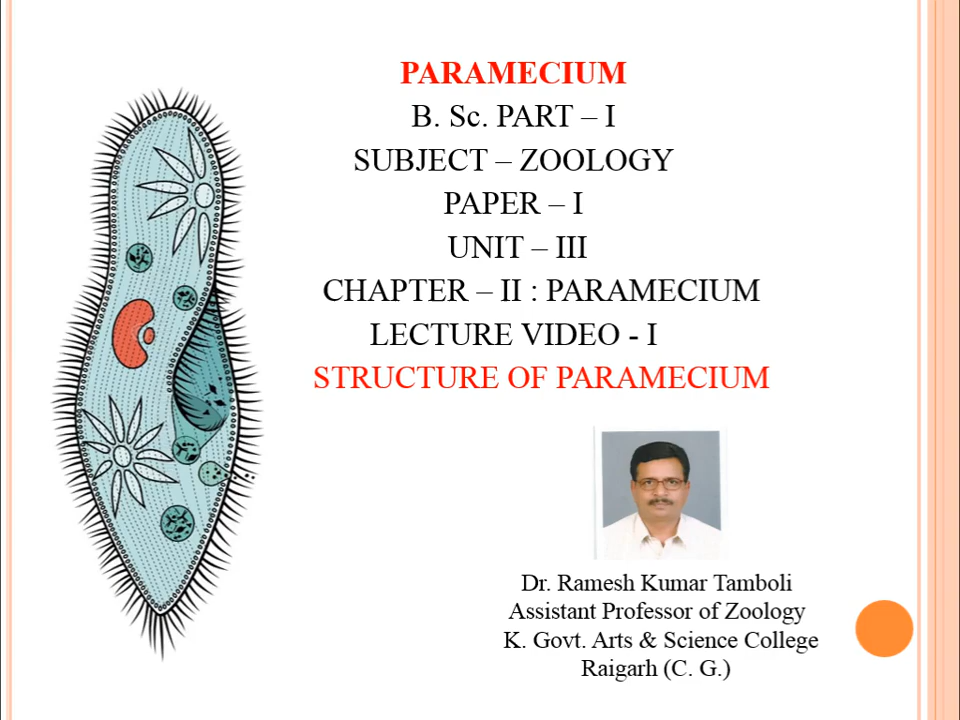 PARAMECIUM
B. Sc. PART – I
SUBJECT – ZOOLOGY
PAPER – I
UNIT – III
CHAPTER – II : PARAMECIUM
LECTURE VIDEO - I
STRUCTURE OF PARAMECIUM
Dr. Ramesh Kumar Tamboli
Assistant Professor of Zoology
K. Govt. Arts & Science College
Raigarh (C. G.)